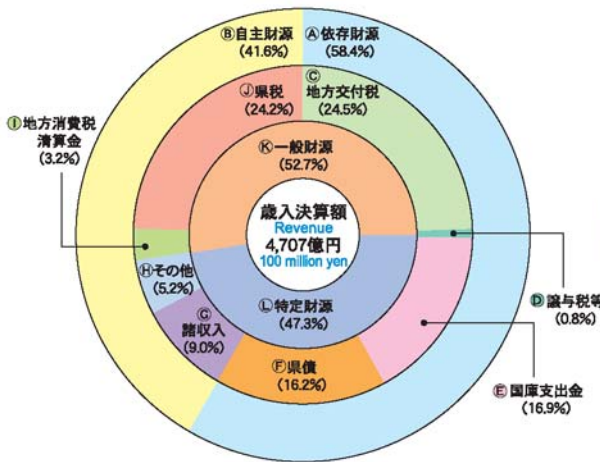 Ⓑ自主財源
(41.6%)
Ⓐ依存財源
(58.4%)
Ⓙ県税
(24.2%)
Ⓒ
地方交付税
(24.5%)
Ⓘ地方消費税
清算金
(3.2%)
Ⓚ一般財源
(52.7%)
歳入決算額
Revenue
4,707億円
100 million yen
Ⓗその他
(5.2%)
Ⓛ特定財源
(47.3%)
Ⓓ譲与税等
(0.8%)
Ⓖ
諸収入
(9.0%)
Ⓕ県債
(16.2%)
Ⓔ国庫支出金
(16.9%)